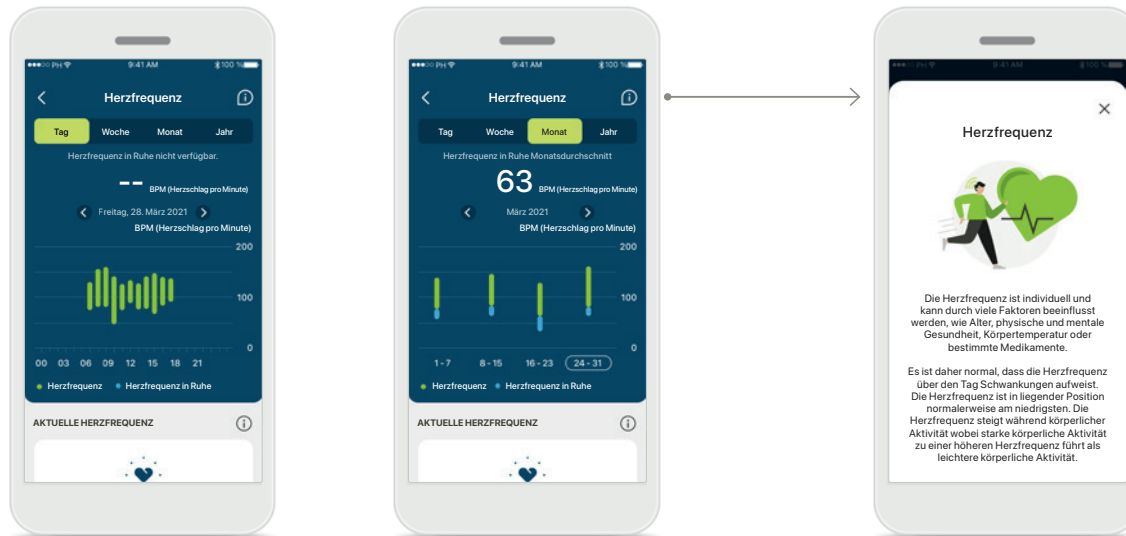 ●●●○○ PH 9:41 AM 100 %
Herzfrequenz
Tag Woche Monat Jahr
Herzfrequenz in Ruhe nicht verfügbar.
-- BPM (Herzschlag pro Minute)
Freitag, 28. März 2021
BPM (Herzschlag pro Minute)
200
100
0
00 03 06 09 12 15 18 21
Herzfrequenz Herzfrequenz in Ruhe
AKTUELLE HERZFREQUENZ
●●●○○ PH 9:41 AM 100 %
Herzfrequenz
Tag Woche Monat Jahr
Herzfrequenz in Ruhe Monatsdurchschnitt
63 BPM (Herzschlag pro Minute)
März 2021
BPM (Herzschlag pro Minute)
200
100
0
1-7 8-15 16-23 24-31
Herzfrequenz Herzfrequenz in Ruhe
AKTUELLE HERZFREQUENZ
●●●○○ PH 9:41 AM 100 %
Herzfrequenz
Die Herzfrequenz ist individuell und
kann durch viele Faktoren beeinflusst
werden, wie Alter, physische und mentale
Gesundheit, Körpertemperatur oder
bestimmte Medikamente.
Es ist daher normal, dass die Herzfrequenz
über den Tag Schwankungen aufweist.
Die Herzfrequenz ist in liegender Position
normalerweise am niedrigsten. Die
Herzfrequenz steigt während körperlicher
Aktivität wobei starke körperliche Aktivität
zu einer höheren Herzfrequenz führt als
leichtere körperliche Aktivität.